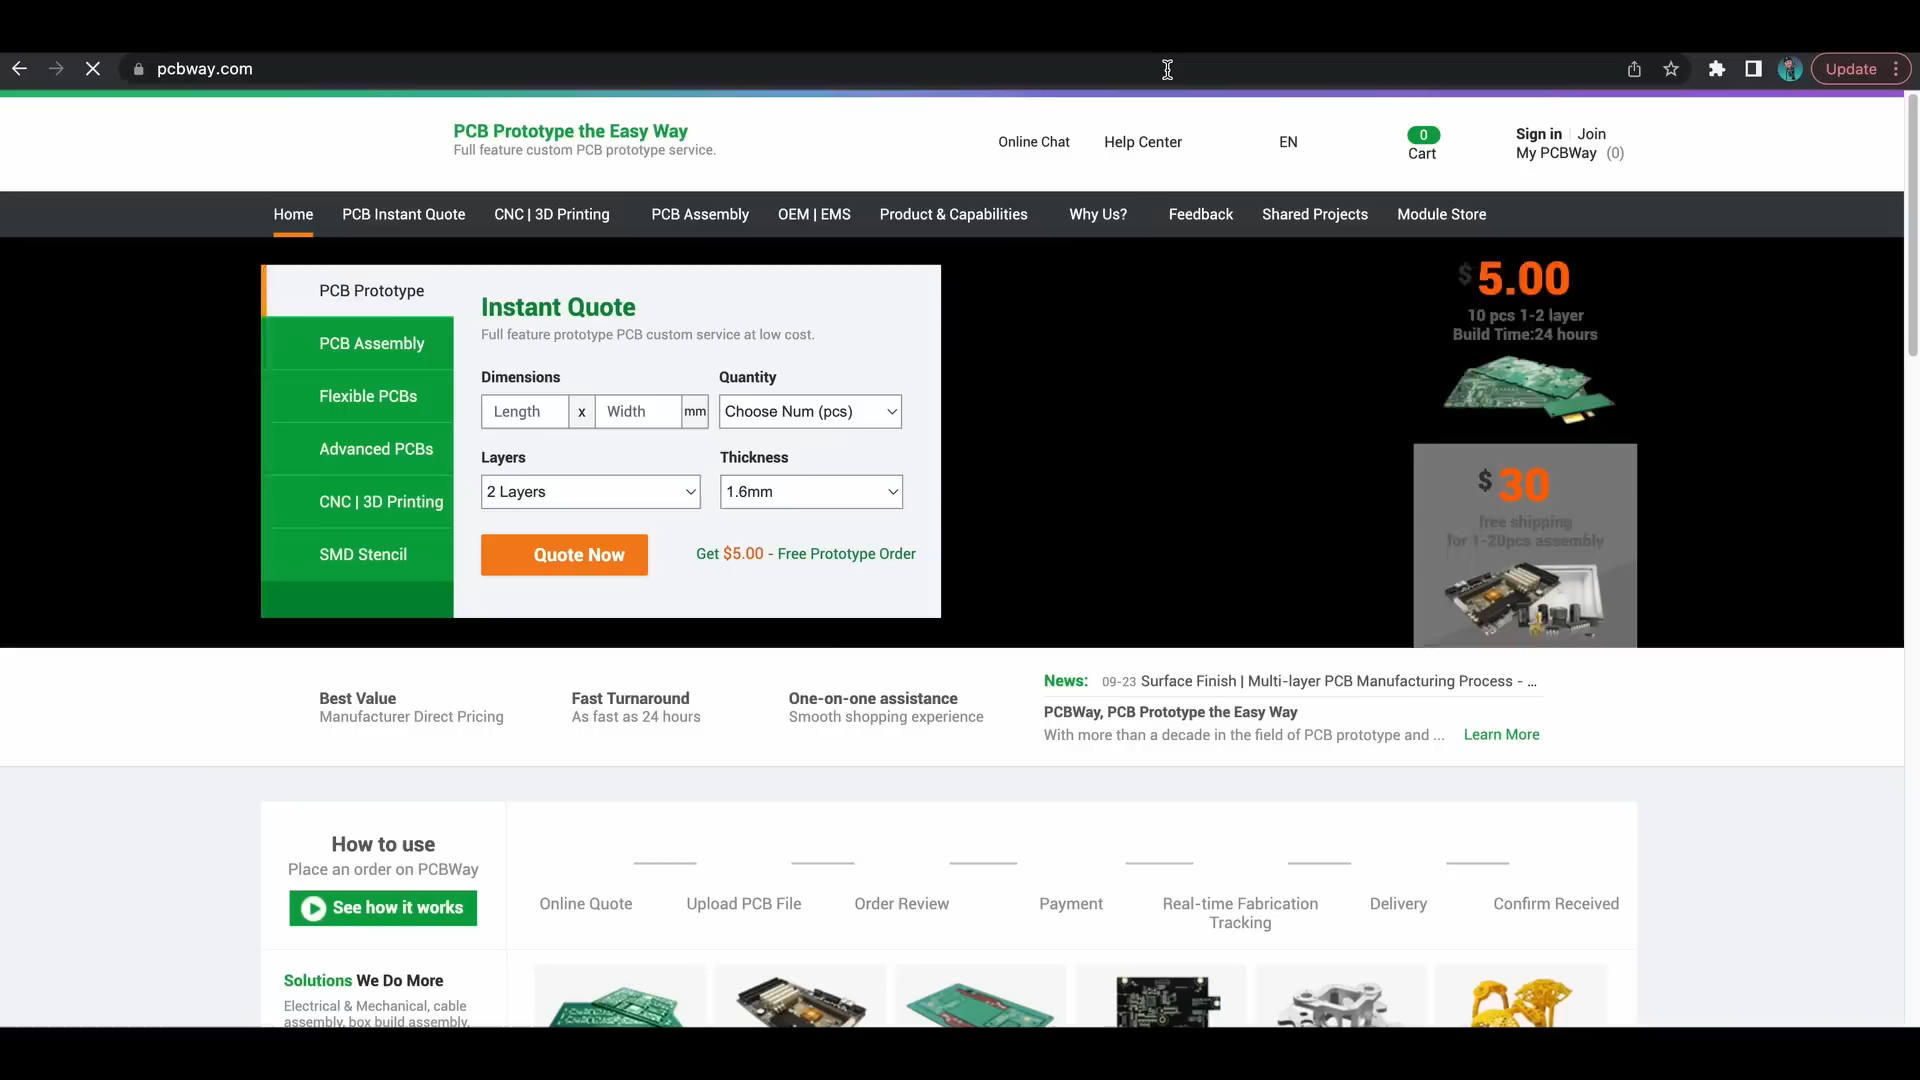 pcbway.com
Update
PCB Prototype the Easy Way
Full feature custom PCB prototype service.
Online Chat
Help Center
EN
0
Cart
Sign in
Join
My PCBWay (0)
Home
PCB Instant Quote
CNC | 3D Printing
PCB Assembly
OEM | EMS
Product & Capabilities
Why Us?
Feedback
Shared Projects
Module Store
PCB Prototype
PCB Assembly
Flexible PCBs
Advanced PCBs
CNC | 3D Printing
SMD Stencil
Instant Quote
Full feature prototype PCB custom service at low cost.
Dimensions
Quantity
Length x Width mm
Choose Num (pcs)
Layers
Thickness
2 Layers
1.6mm
Quote Now
Get $5.00 - Free Prototype Order
$ 5.00
10 pcs 1-2 layer
Build Time:24 hours
$ 30
free shipping
for 1-20pcs assembly
Best Value
Manufacturer Direct Pricing
Fast Turnaround
As fast as 24 hours
One-on-one assistance
Smooth shopping experience
News: 09-23 Surface Finish | Multi-layer PCB Manufacturing Process - ...
PCBWay, PCB Prototype the Easy Way
With more than a decade in the field of PCB prototype and ... Learn More
How to use
Place an order on PCBWay
See how it works
Online Quote
Upload PCB File
Order Review
Payment
Real-time Fabrication
Tracking
Delivery
Confirm Received
Solutions We Do More
Electrical & Mechanical, cable
assembly, box build assembly,